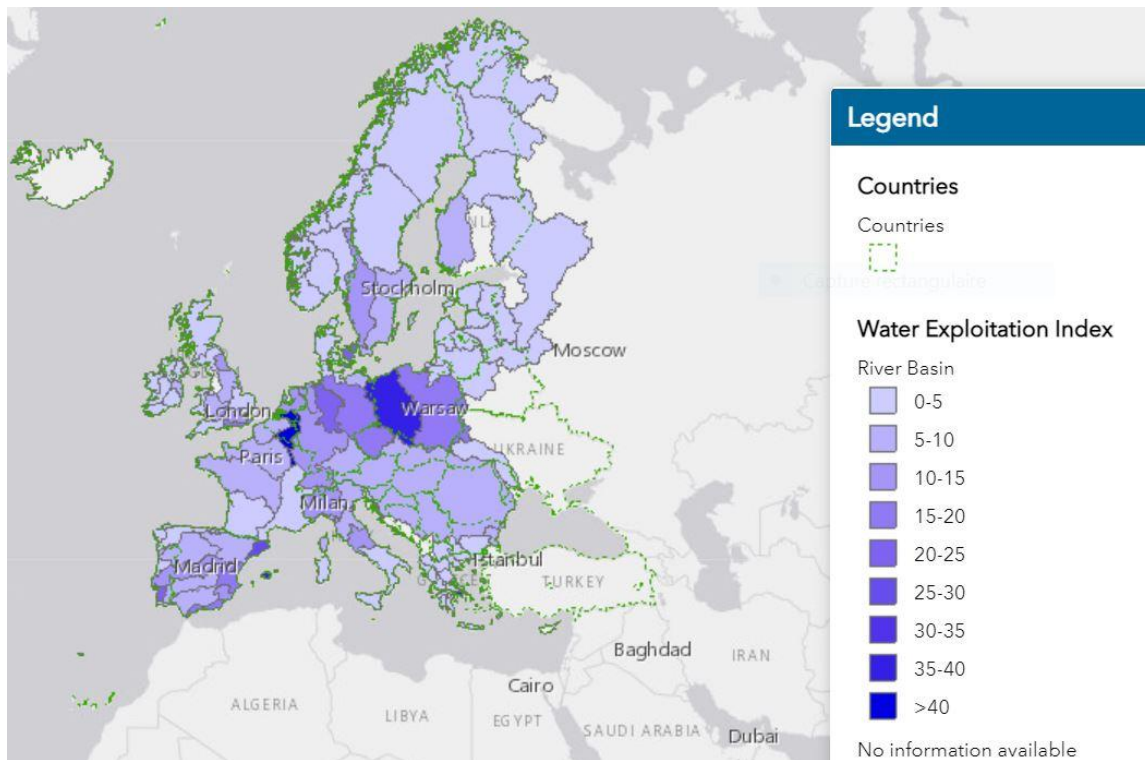 Stockholm
Moscow
London
Warsaw
UKRAINE
Paris
Milan
Madrid
Istanbul
TURKEY
Baghdad
IRAN
Cairo
ALGERIA
LIBYA
EGYPT
SAUDI ARABIA
Dubai
Legend
Countries
Countries
Capture rectangulaire
Water Exploitation Index
River Basin
0-5
5-10
10-15
15-20
20-25
25-30
30-35
35-40
>40
No information available